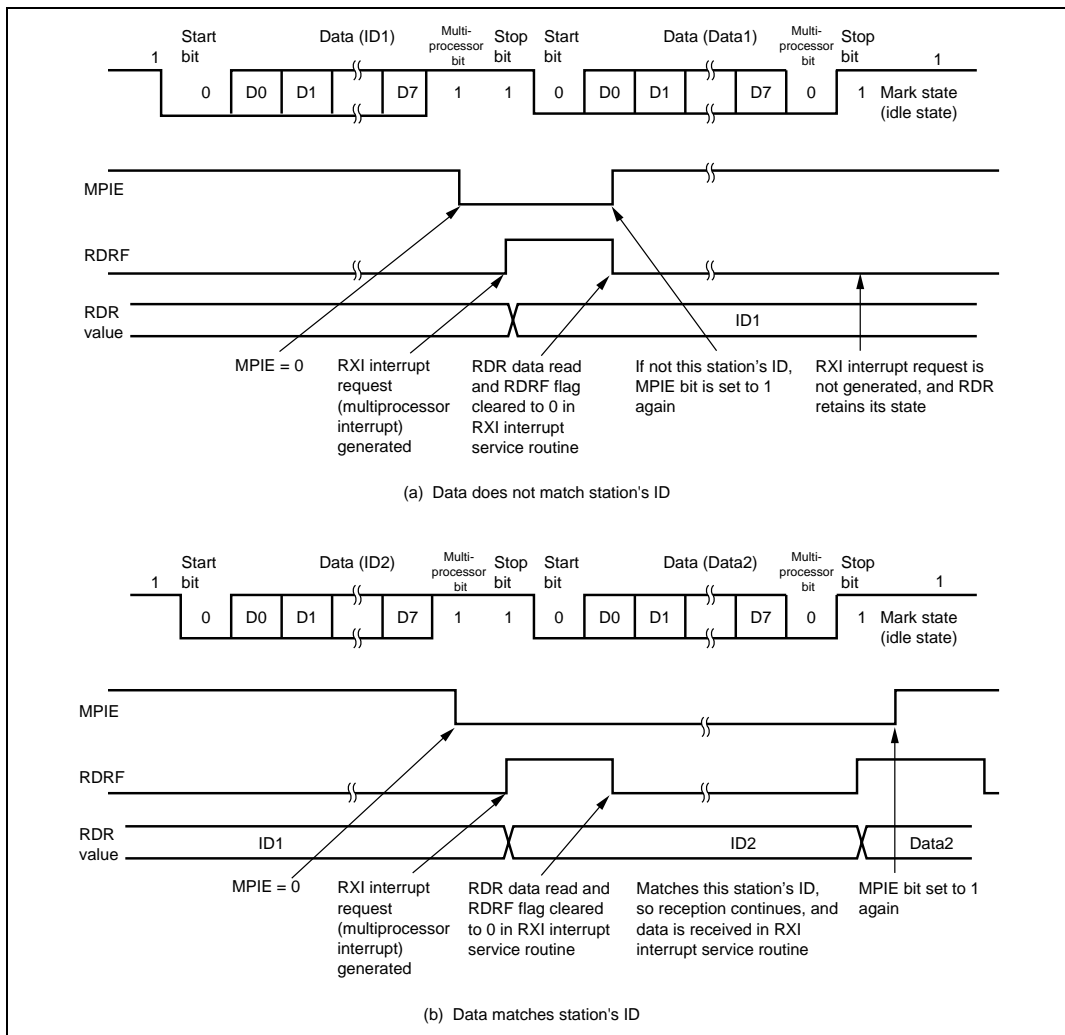 Start bit
Data (ID1)
Multi-processor bit
Stop bit
Start bit
Data (Data1)
Multi-processor bit
Stop bit
1
1
0
D0
D1
D7
1
1
0
D0
D1
D7
0
1
Mark state (idle state)
MPIE
RDRF
RDR value
ID1
MPIE = 0
RXI interrupt
request
(multiprocessor
interrupt)
generated
RDR data read
and RDRF flag
cleared to 0 in
RXI interrupt
service routine
If not this station's ID,
MPIE bit is set to 1
again
RXI interrupt request is
not generated, and RDR
retains its state
(a) Data does not match station's ID
Start bit
Data (ID2)
Multi-processor bit
Stop bit
Start bit
Data (Data2)
Multi-processor bit
Stop bit
1
1
0
D0
D1
D7
1
1
0
D0
D1
D7
0
1
Mark state (idle state)
MPIE
RDRF
RDR value
ID1
ID2
Data2
MPIE = 0
RXI interrupt
request
(multiprocessor
interrupt)
generated
RDR data read and
RDRF flag cleared
to 0 in RXI interrupt
service routine
Matches this station's ID,
so reception continues, and
data is received in RXI
interrupt service routine
MPIE bit set to 1
again
(b) Data matches station's ID